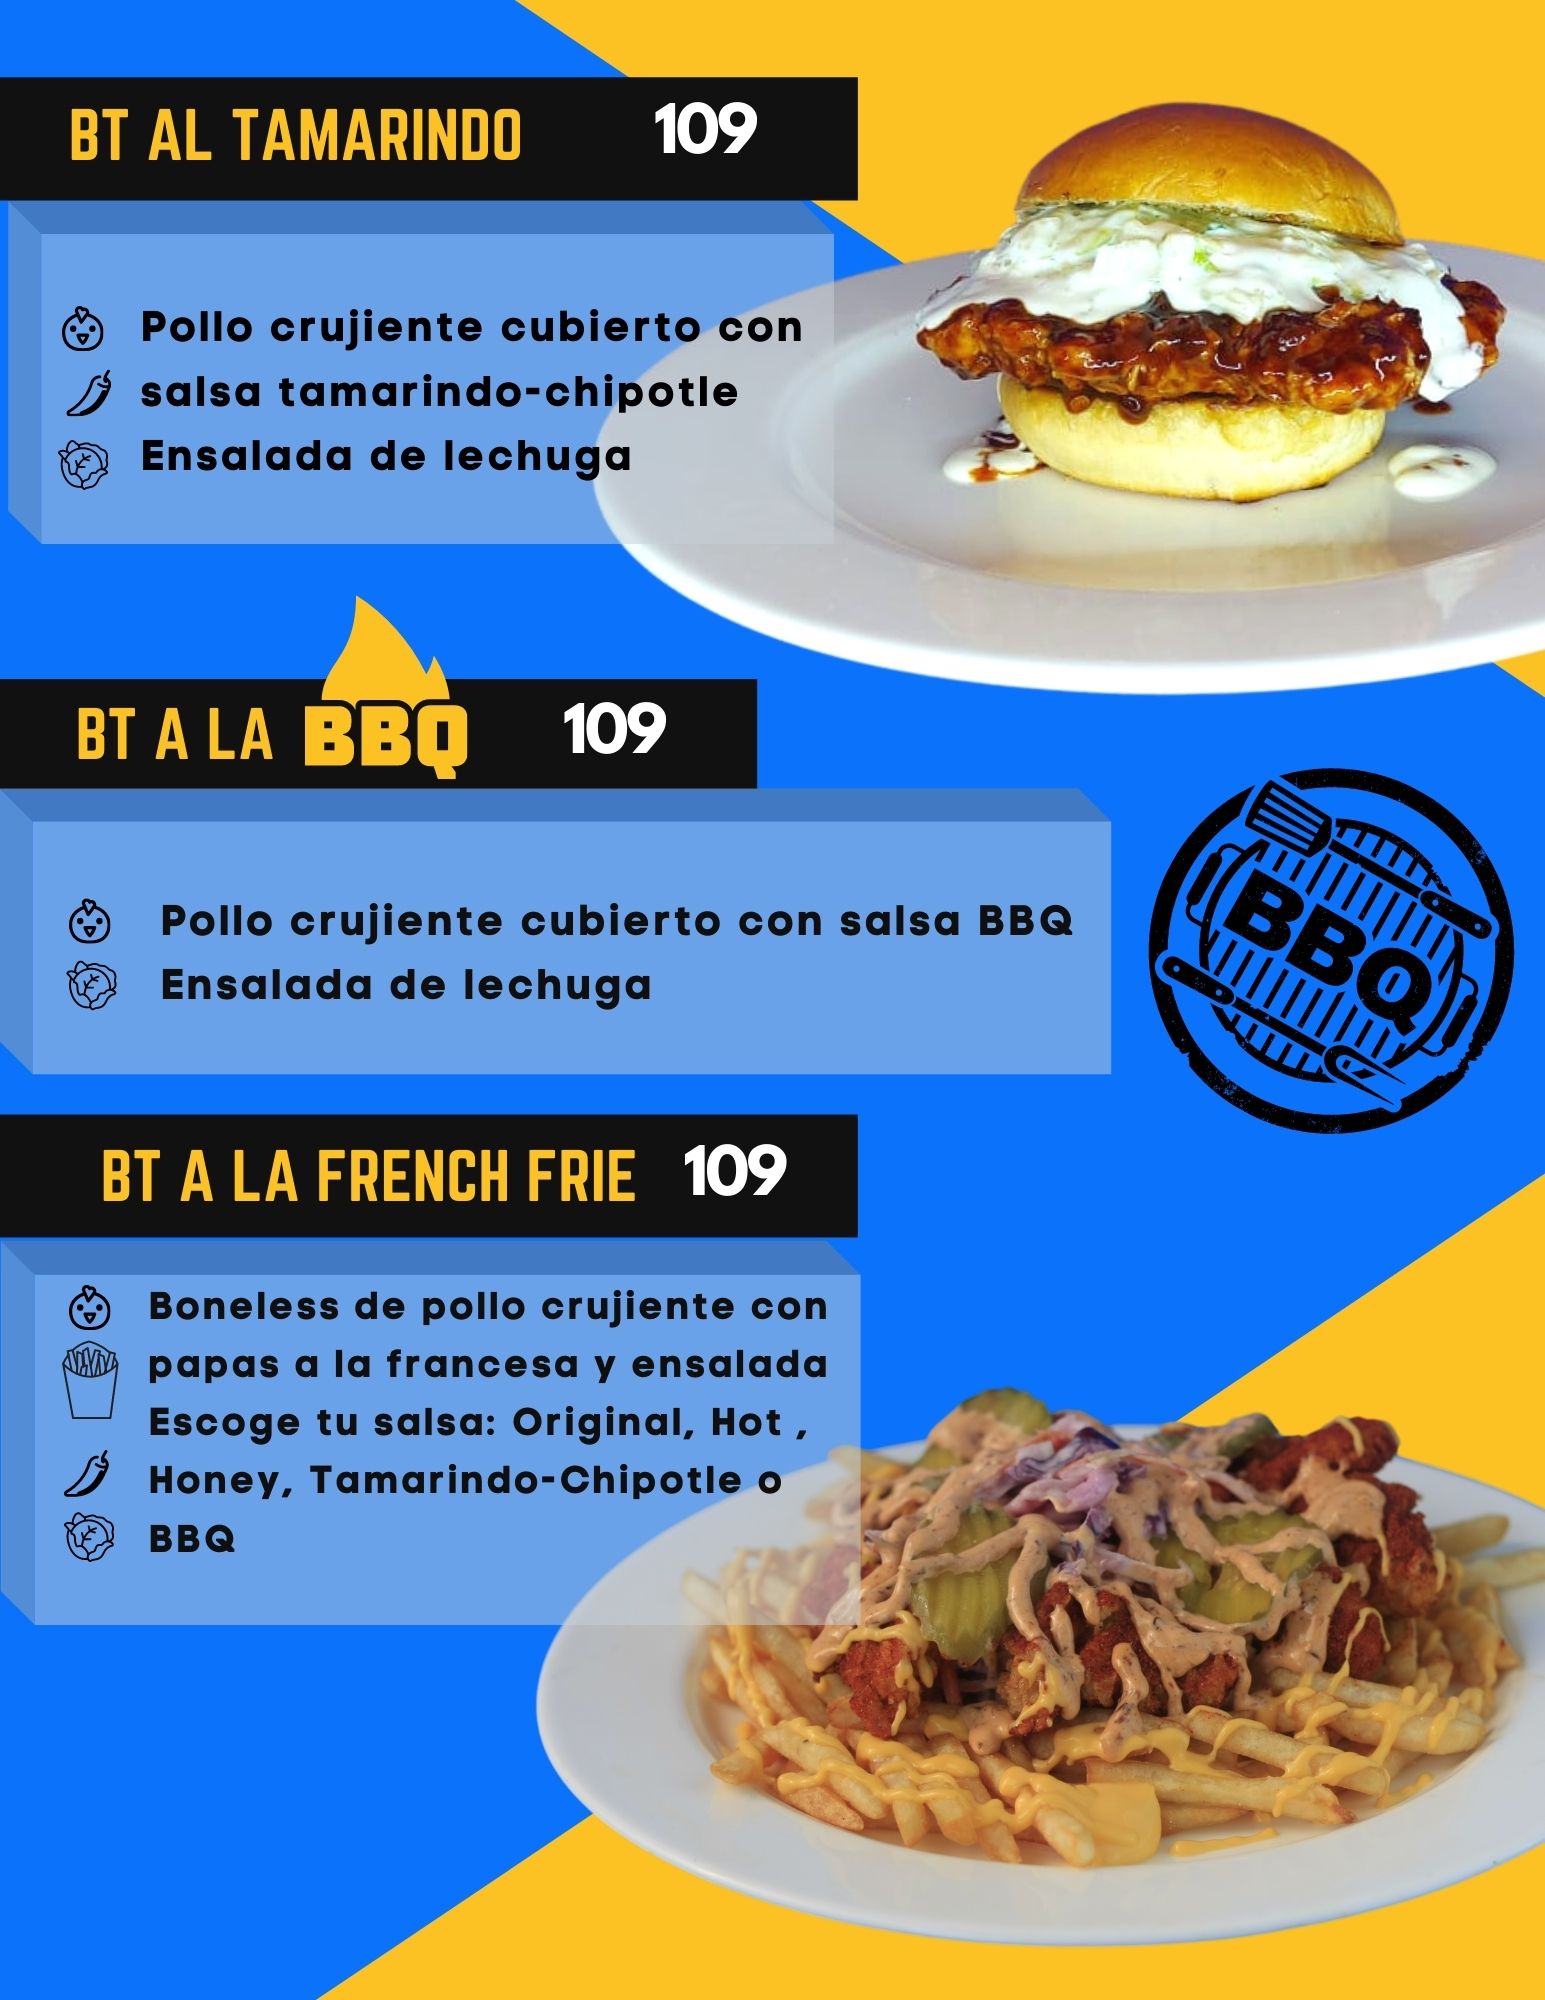 BT AL TAMARINDO 109
Pollo crujiente cubierto con
salsa tamarindo-chipotle
Ensalada de lechuga
BT A LA BBQ 109
Pollo crujiente cubierto con salsa BBQ
Ensalada de lechuga
BBQ
BT A LA FRENCH FRIE 109
Boneless de pollo crujiente con
papas a la francesa y ensalada
Escoge tu salsa: Original, Hot ,
Honey, Tamarindo-Chipotle o
BBQ